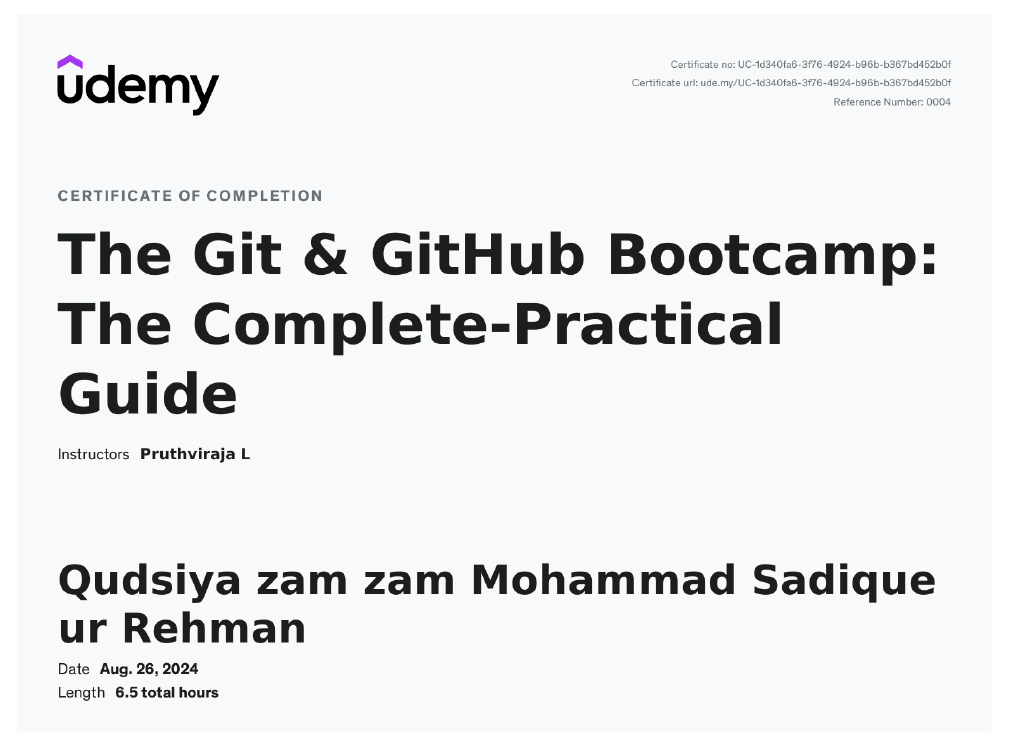 udemy
Certificate no: UC-1d340fa6-3f76-4924-b96b-b367bd452b0f
Certificate url: ude.my/UC-1d340fa6-3f76-4924-b96b-b367bd452b0f
Reference Number: 0004
CERTIFICATE OF COMPLETION
The Git & GitHub Bootcamp:
The Complete-Practical
Guide
Instructors Pruthviraja L
Qudsiya zam zam Mohammad Sadique
ur Rehman
Date Aug. 26, 2024
Length 6.5 total hours